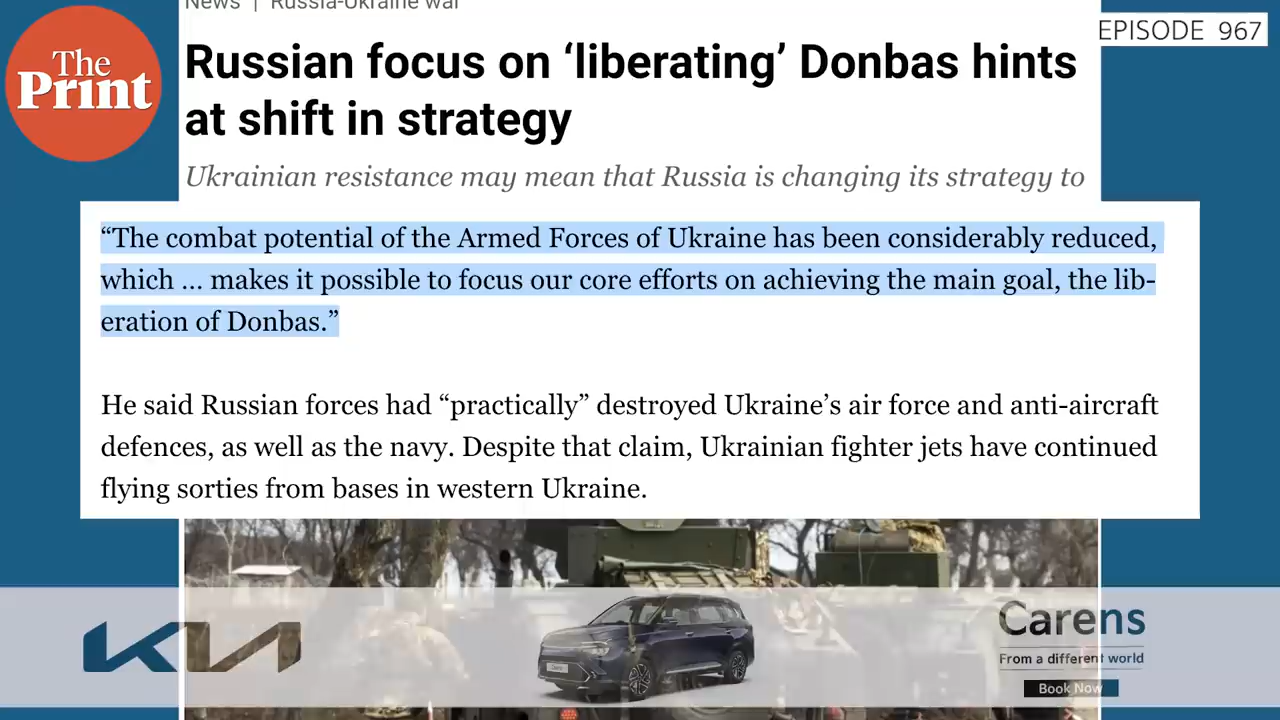 News | Russia-Ukraine war
The
Print
EPISODE 967
Russian focus on ‘liberating’ Donbas hints
at shift in strategy
Ukrainian resistance may mean that Russia is changing its strategy to
“The combat potential of the Armed Forces of Ukraine has been considerably reduced,
which ... makes it possible to focus our core efforts on achieving the main goal, the lib-
eration of Donbas.”
He said Russian forces had “practically” destroyed Ukraine’s air force and anti-aircraft
defences, as well as the navy. Despite that claim, Ukrainian fighter jets have continued
flying sorties from bases in western Ukraine.
KIA
Carens
From a different world
Book Now